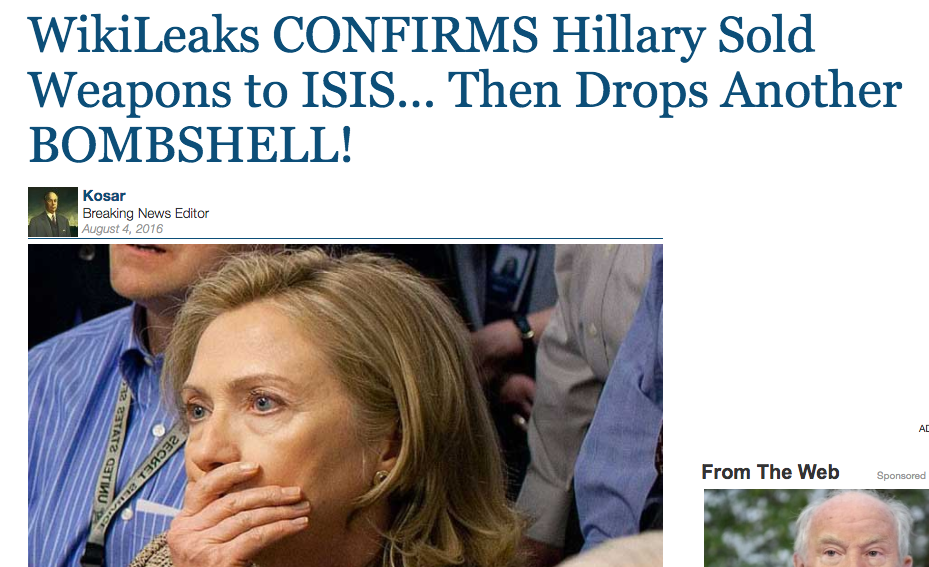 WikiLeaks CONFIRMS Hillary Sold
Weapons to ISIS... Then Drops Another
BOMBSHELL!
Kosar
Breaking News Editor
August 4, 2016
UNITED STATES SECRET SERVICE
From The Web
Sponsored